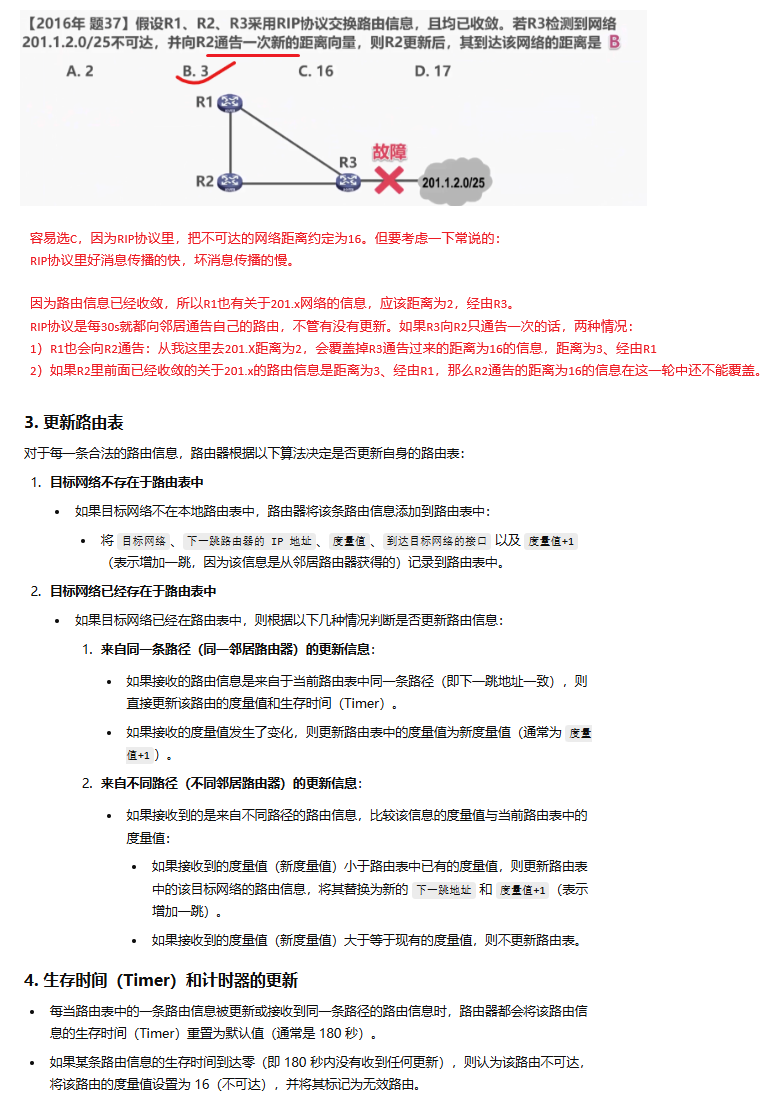 【2016年 题37】假设R1、R2、R3采用RIP协议交换路由信息，且均已收敛。若R3检测到网络
201.1.2.0/25不可达，并向R2通告一次新的距离向量，则R2更新后，其到达该网络的距离是 B
A. 2 B. 3 C. 16 D. 17
R1
故障
R3
R2
201.1.2.0/25
容易选C，因为RIP协议里，把不可达的网络距离约定为16。但要考虑一下常说的：
RIP协议里好消息传播的快，坏消息传播的慢。
因为路由信息已经收敛，所以R1也有关于201.x网络的信息，应该距离为2，经由R3。
RIP协议是每30s就都向邻居通告自己的路由，不管有没有更新。如果R3向R2只通告一次的话，两种情况：
1）R1也会向R2通告：从我这里去201.X距离为2，会覆盖掉R3通告过来的距离为16的信息，距离为3、经由R1
2）如果R2里前面已经收敛的关于201.x的路由信息是距离为3、经由R1，那么R2通告的距离为16的信息在这一轮中还不能覆盖。
3. 更新路由表
对于每一条合法的路由信息，路由器根据以下算法决定是否更新自身的路由表：
1. 目标网络不存在于路由表中
• 如果目标网络不在本地路由表中，路由器将该条路由信息添加到路由表中：
• 将 目标网络 、 下一跳路由器的 IP 地址 、 度量值 、 到达目标网络的接口 以及 度量值+1
（表示增加一跳，因为该信息是从邻居路由器获得的）记录到路由表中。
2. 目标网络已经存在于路由表中
• 如果目标网络已经在路由表中，则根据以下几种情况判断是否更新路由信息：
1. 来自同一条路径（同一邻居路由器）的更新信息：
• 如果接收的路由信息是来自于当前路由表中同一条路径（即下一跳地址一致），则
直接更新该路由的度量值和生存时间（Timer）。
• 如果接收的度量值发生了变化，则更新路由表中的度量值为新度量值（通常为 度量
值+1 ）。
2. 来自不同路径（不同邻居路由器）的更新信息：
• 如果接收到的是来自不同路径的路由信息，比较该信息的度量值与当前路由表中的
度量值：
• 如果接收到的度量值（新度量值）小于路由表中已有的度量值，则更新路由表
中的该目标网络的路由信息，将其替换为新的 下一跳地址 和 度量值+1 （表示
增加一跳）。
• 如果接收到的度量值（新度量值）大于等于现有的度量值，则不更新路由表。
4. 生存时间（Timer）和计时器的更新
• 每当路由表中的一条路由信息被更新或接收到同一条路径的路由信息时，路由器都会将该路由信
息的生存时间（Timer）重置为默认值（通常是 180 秒）。
• 如果某条路由信息的生存时间到达零（即 180 秒内没有收到任何更新），则认为该路由不可达，
将该路由的度量值设置为 16（不可达），并将其标记为无效路由。